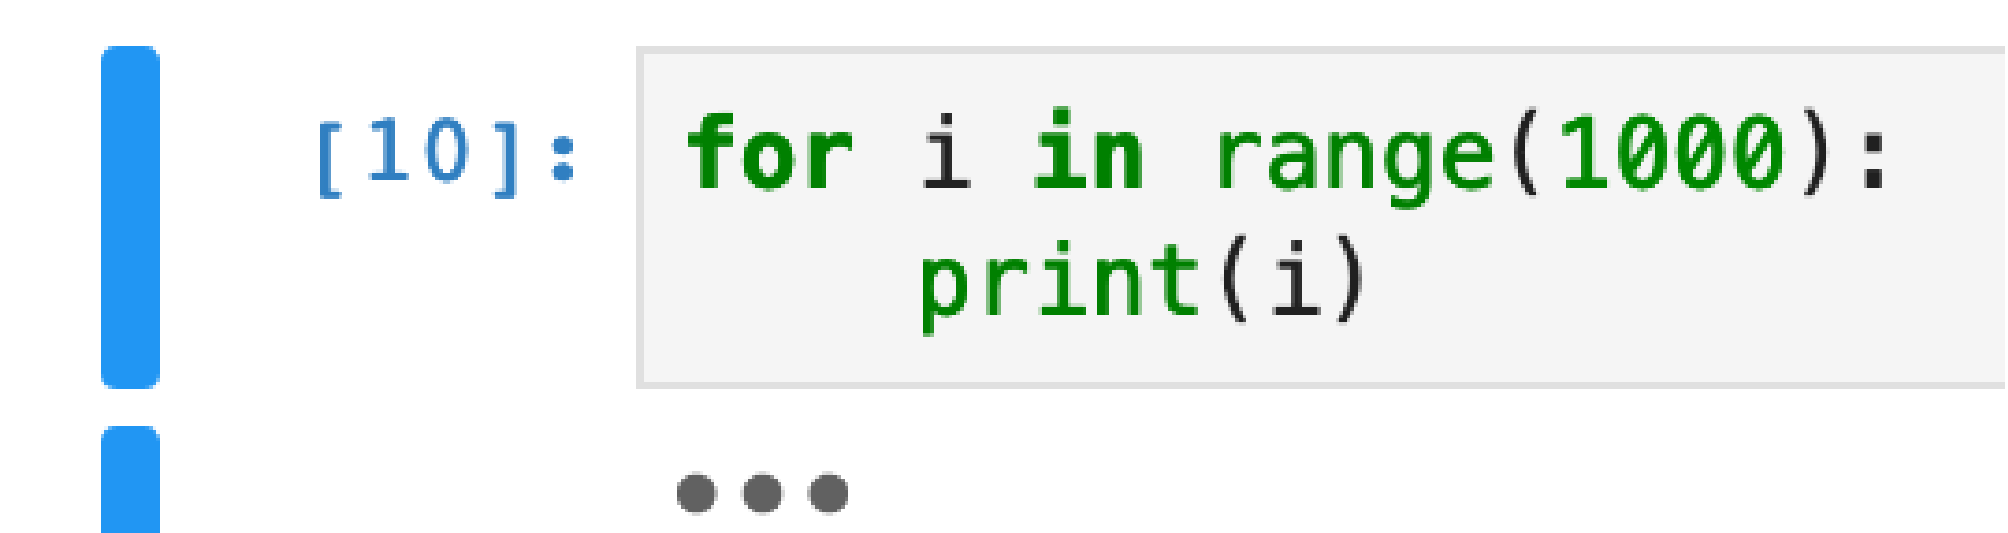 [10]: for i in range(1000):
    print(i)